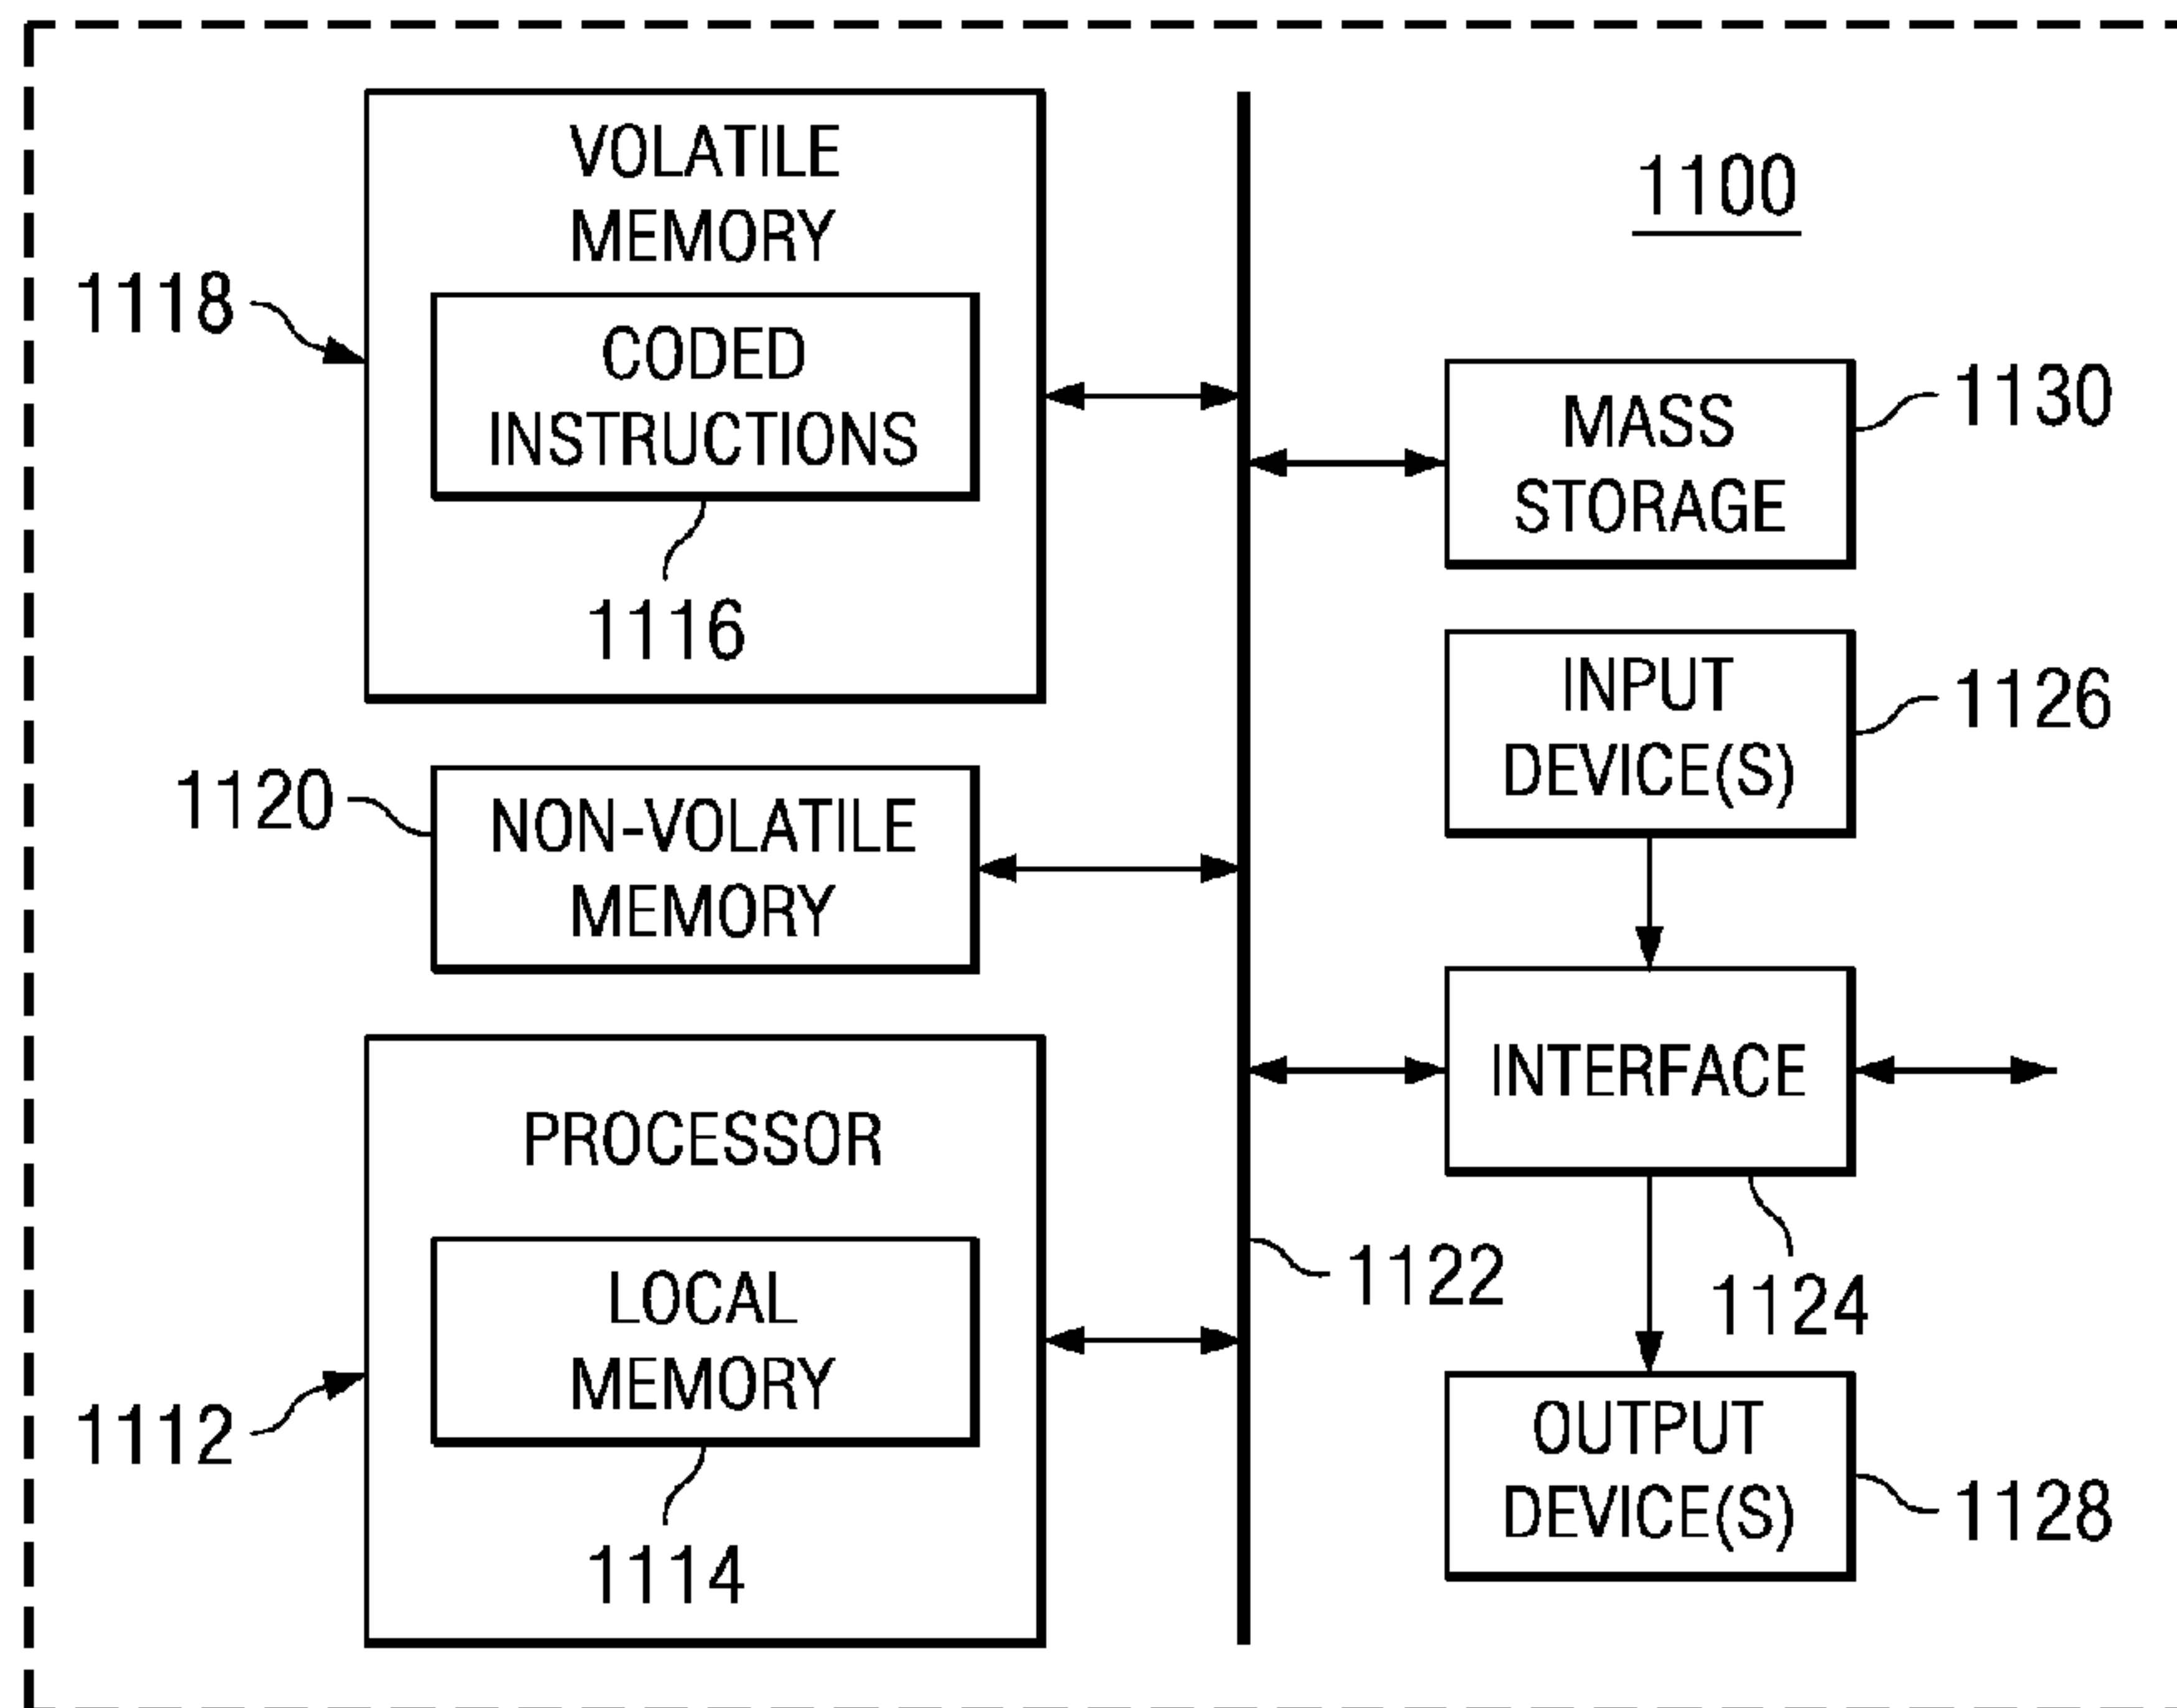 VOLATILE
MEMORY
1118
CODED
INSTRUCTIONS
1116
1120
NON-VOLATILE
MEMORY
PROCESSOR
LOCAL
MEMORY
1112
1114
1100
MASS
STORAGE
1130
INPUT
DEVICE(S)
1126
INTERFACE
1122
1124
OUTPUT
DEVICE(S)
1128